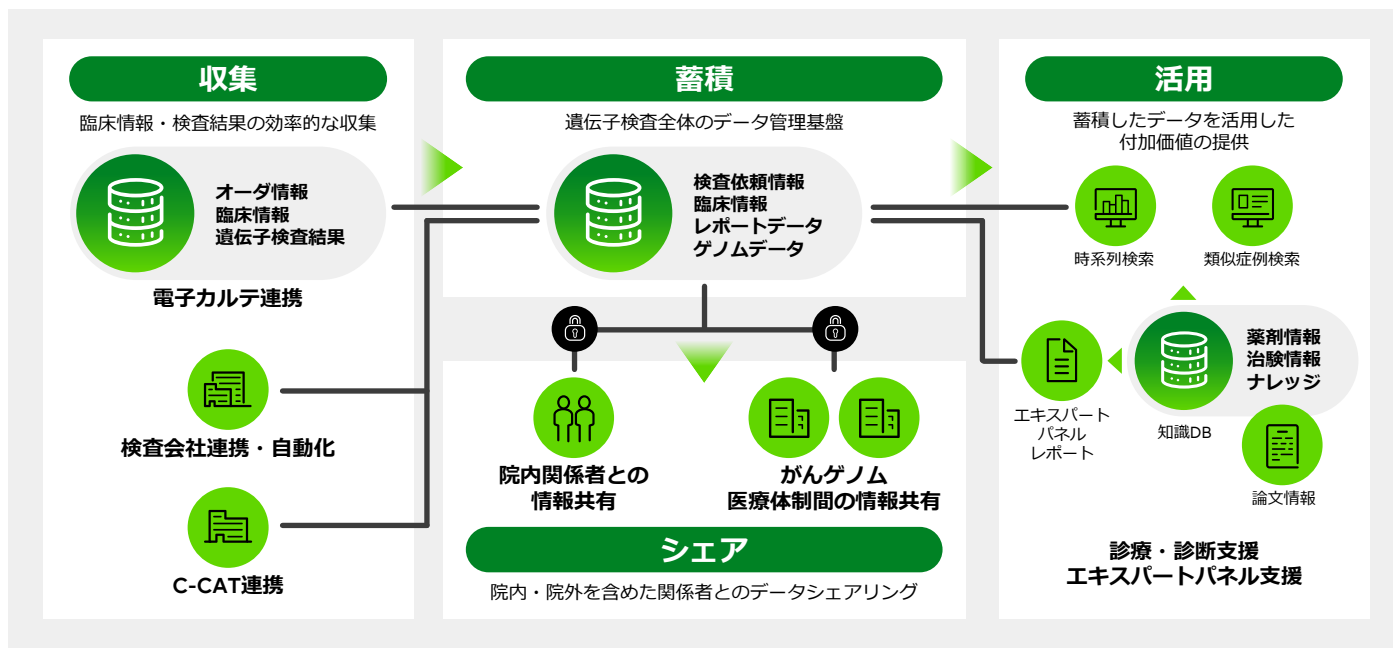 収集
臨床情報・検査結果の効率的な収集
オーダ情報
臨床情報
遺伝子検査結果
電子カルテ連携
検査会社連携・自動化
C-CAT連携
蓄積
遺伝子検査全体のデータ管理基盤
検査依頼情報
臨床情報
レポートデータ
ゲノムデータ
院内関係者との
情報共有
がんゲノム
医療体制間の情報共有
シェア
院内・院外を含めた関係者とのデータシェアリング
活用
蓄積したデータを活用した
付加価値の提供
時系列検索
類似症例検索
エキスパート
パネル
レポート
薬剤情報
治験情報
ナレッジ
知識DB
論文情報
診療・診断支援
エキスパートパネル支援